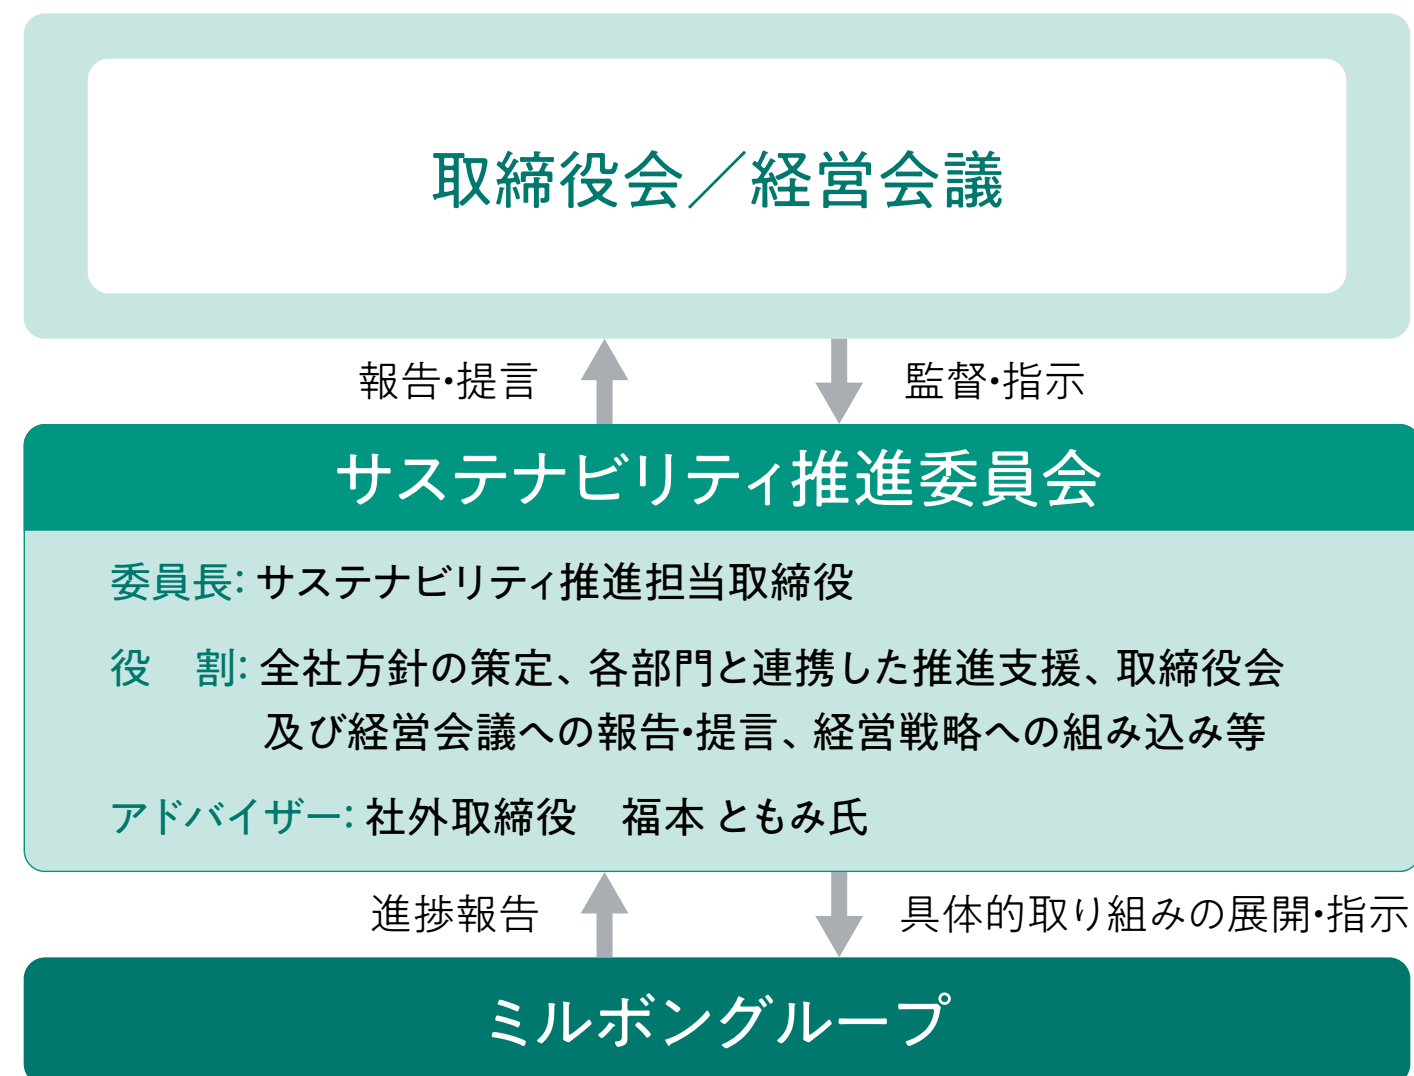 取締役会／経営会議
報告・提言
監督・指示
サステナビリティ推進委員会
委員長：サステナビリティ推進担当取締役
役　割：全社方針の策定、各部門と連携した推進支援、取締役会
及び経営会議への報告・提言、経営戦略への組み込み等
アドバイザー：社外取締役　福本 ともみ氏
進捗報告
具体的取り組みの展開・指示
ミルボングループ